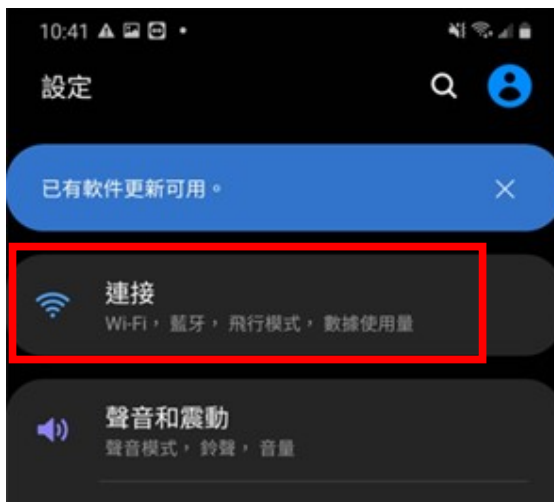 10:41
設定
已有軟件更新可用。
連接
Wi-Fi，藍牙，飛行模式，數據使用量
聲音和震動
聲音模式，鈴聲，音量